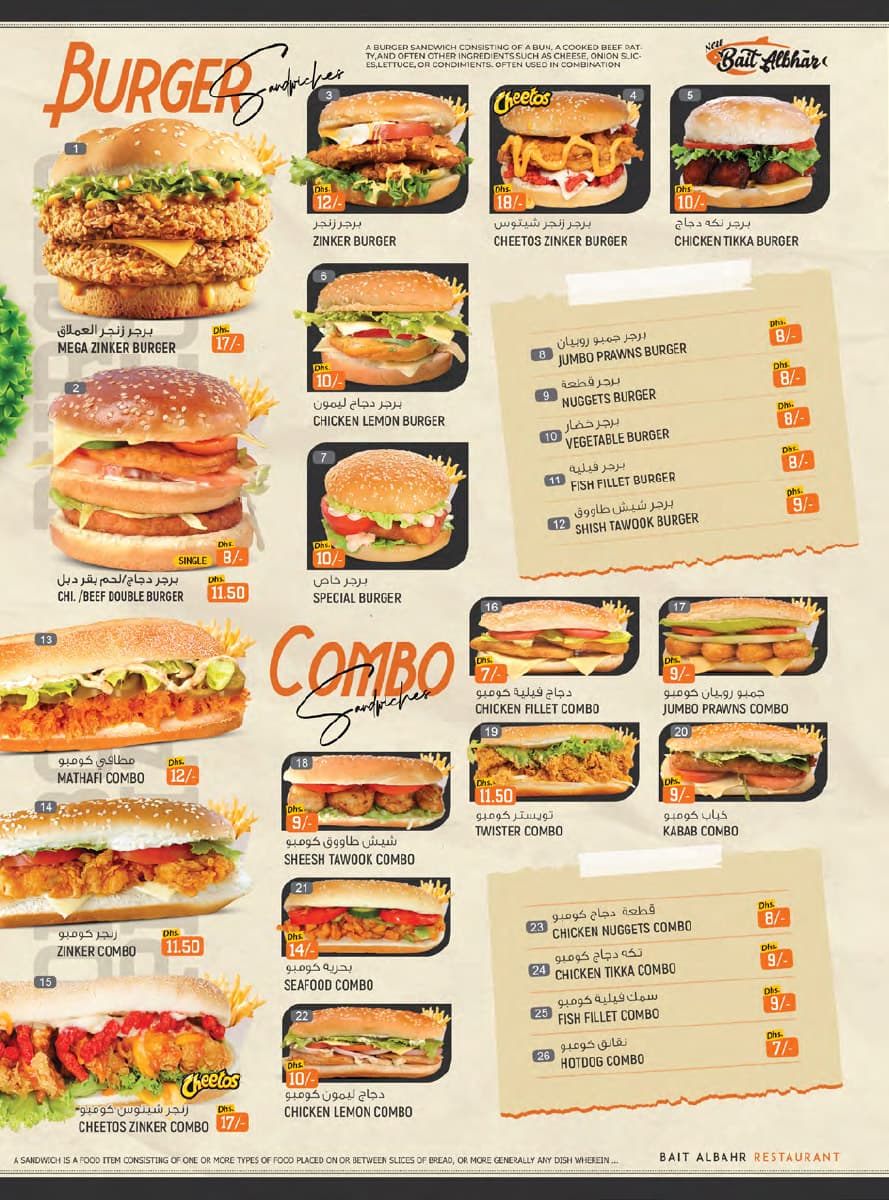 BURGER
Sandwiches
A BURGER SANDWICH CONSISTING OF A BUN, A COOKED BEEF PAT-
TY,AND OFTEN OTHER INGREDIENTS SUCH AS CHEESE, ONION SLIC-
ES,LETTUCE, OR CONDIMENTS. OFTEN USED IN COMBINATION
NEW
Bait Albhar
1
برجر زنجر العملاق
MEGA ZINKER BURGER
Dhs.
17/-
2
SINGLE
Dhs.
8/-
برجر دجاج/لحم بقر دبل
CHI. /BEEF DOUBLE BURGER
Dhs.
11.50
3
Dhs.
12/-
برجر زنجر
ZINKER BURGER
Cheetos
4
Dhs.
18/-
برجر زنجر شيتوس
CHEETOS ZINKER BURGER
5
Dhs.
10/-
برجر تكه دجاج
CHICKEN TIKKA BURGER
6
Dhs.
10/-
برجر دجاج ليمون
CHICKEN LEMON BURGER
7
Dhs.
10/-
برجر خاص
SPECIAL BURGER
برجر جمبو روبيان
8 JUMBO PRAWNS BURGER
Dhs.
8/-
برجر قطعة
9 NUGGETS BURGER
Dhs.
8/-
برجر خضار
10 VEGETABLE BURGER
Dhs.
8/-
برجر فيلية
11 FISH FILLET BURGER
8/-
برجر شيش طاووق
12 SHISH TAWOOK BURGER
Dhs.
9/-
COMBO
Sandwiches
13
مطافي كومبو
MATHAFI COMBO
Dhs.
12/-
14
زنجر كومبو
ZINKER COMBO
Dhs.
11.50
15
Cheetos
زنجر شيتوس كومبو
CHEETOS ZINKER COMBO
Dhs.
17/-
16
Dhs.
7/-
دجاج فيلية كومبو
CHICKEN FILLET COMBO
17
Dhs.
9/-
جمبو روبيان كومبو
JUMBO PRAWNS COMBO
18
Dhs.
9/-
شيش طاووق كومبو
SHEESH TAWOOK COMBO
19
Dhs.
11.50
تويستر كومبو
TWISTER COMBO
20
Dhs.
9/-
كباب كومبو
KABAB COMBO
21
Dhs.
14/-
بحرية كومبو
SEAFOOD COMBO
22
Dhs.
10/-
دجاج ليمون كومبو
CHICKEN LEMON COMBO
قطعة دجاج كومبو
23 CHICKEN NUGGETS COMBO
Dhs.
8/-
تكه دجاج كومبو
24 CHICKEN TIKKA COMBO
Dhs.
9/-
سمك فيلية كومبو
25 FISH FILLET COMBO
Dhs.
9/-
نقانق كومبو
26 HOTDOG COMBO
Dhs.
7/-
A SANDWICH IS A FOOD ITEM CONSISTING OF ONE OR MORE TYPES OF FOOD PLACED ON OR BETWEEN SLICES OF BREAD, OR MORE GENERALLY ANY DISH WHEREIN ...
BAIT ALBAHR RESTAURANT